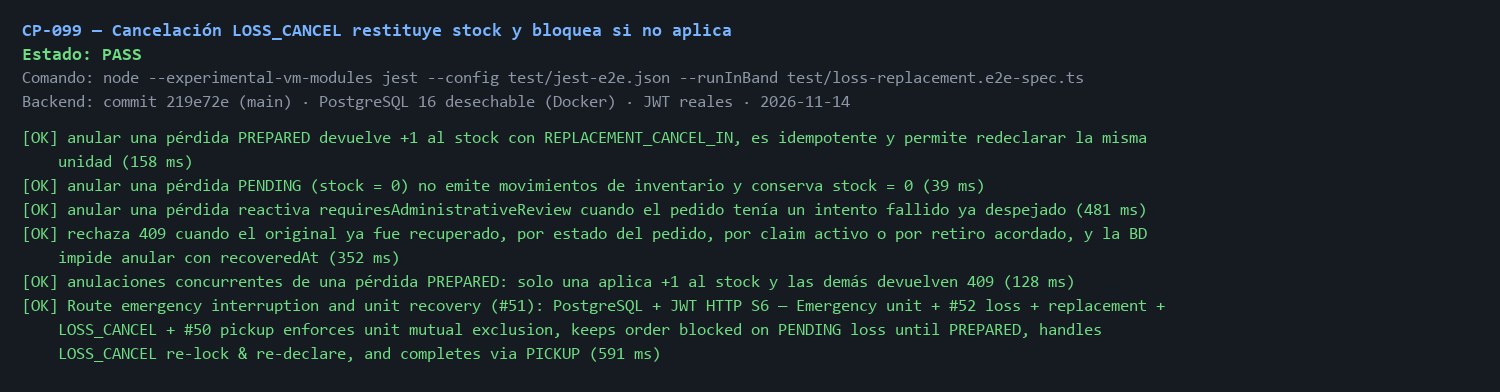 CP-099 — Cancelación LOSS_CANCEL restituye stock y bloquea si no aplica
Estado: PASS
Comando: node --experimental-vm-modules jest --config test/jest-e2e.json --runInBand test/loss-replacement.e2e-spec.ts
Backend: commit 219e72e (main) · PostgreSQL 16 desechable (Docker) · JWT reales · 2026-11-14
[OK] anular una pérdida PREPARED devuelve +1 al stock con REPLACEMENT_CANCEL_IN, es idempotente y permite redeclarar la misma
unidad (158 ms)
[OK] anular una pérdida PENDING (stock = 0) no emite movimientos de inventario y conserva stock = 0 (39 ms)
[OK] anular una pérdida reactiva requiresAdministrativeReview cuando el pedido tenía un intento fallido ya despejado (481 ms)
[OK] rechaza 409 cuando el original ya fue recuperado, por estado del pedido, por claim activo o por retiro acordado, y la BD
impide anular con recoveredAt (352 ms)
[OK] anulaciones concurrentes de una pérdida PREPARED: solo una aplica +1 al stock y las demás devuelven 409 (128 ms)
[OK] Route emergency interruption and unit recovery (#51): PostgreSQL + JWT HTTP S6 — Emergency unit + #52 loss + replacement +
LOSS_CANCEL + #50 pickup enforces unit mutual exclusion, keeps order blocked on PENDING loss until PREPARED, handles
LOSS_CANCEL re-lock & re-declare, and completes via PICKUP (591 ms)